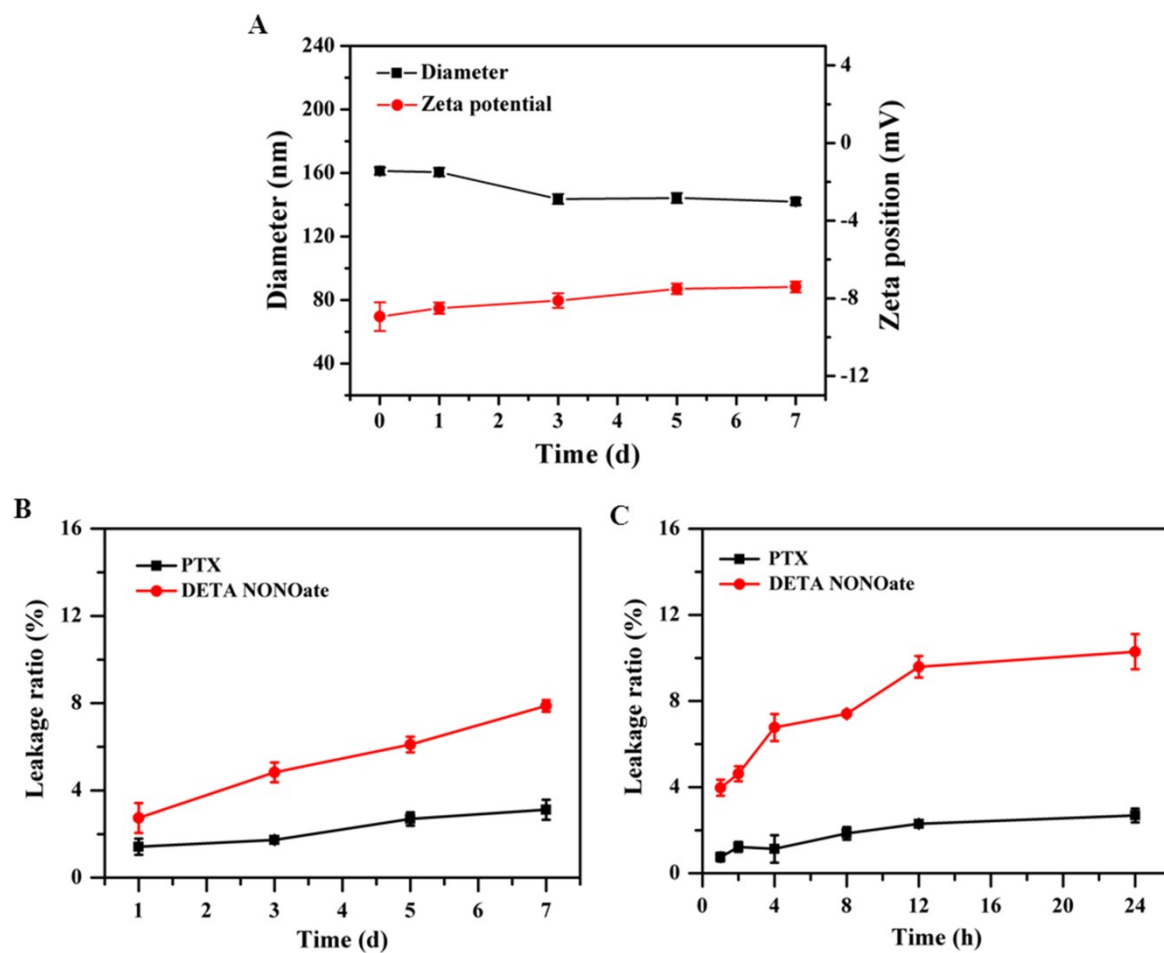 A
240
200
160
120
80
40
Diameter (nm)
Diameter
Zeta potential
4
0
-4
-8
-12
Zeta position (mV)
0 1 2 3 4 5 6 7
Time (d)
B
16
12
8
4
0
Leakage ratio (%)
PTX
DETA NONOate
1 2 3 4 5 6 7
Time (d)
C
16
12
8
4
0
Leakage ratio (%)
PTX
DETA NONOate
0 4 8 12 16 20 24
Time (h)